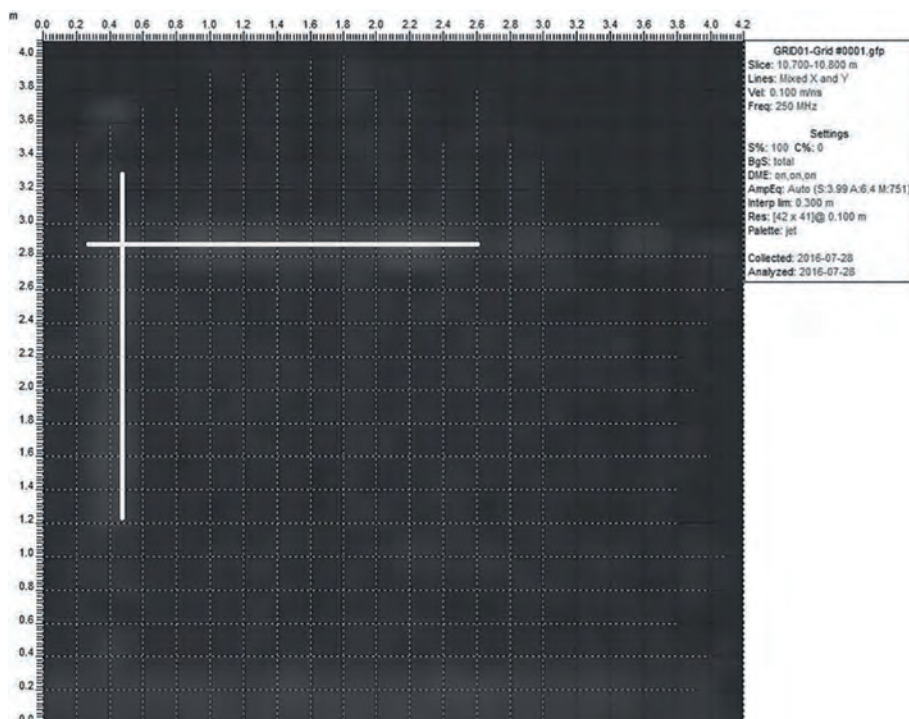 m
0.0 0.2 0.4 0.6 0.8 1.0 1.2 1.4 1.6 1.8 2.0 2.2 2.4 2.6 2.8 3.0 3.2 3.4 3.6 3.8 4.0 4.2
4.0
3.8
3.6
3.4
3.2
3.0
2.8
2.6
2.4
2.2
2.0
1.8
1.6
1.4
1.2
1.0
0.8
0.6
0.4
0.2
0.0
GRID01-Grid #0001.gfp
Slice: 10.700-10.800 m
Lines: Mixed X and Y
Vel: 0.100 m/ns
Freq: 250 MHz
Settings
S%: 100 C%: 0
BgS: total
DME: on,on,on
AmpEq: Auto (S:3.99 A:6.4 M:751)
Interp lim: 0.300 m
Res: [42 x 41]@ 0.100 m
Palette: jet
Collected: 2016-07-28
Analyzed: 2016-07-28